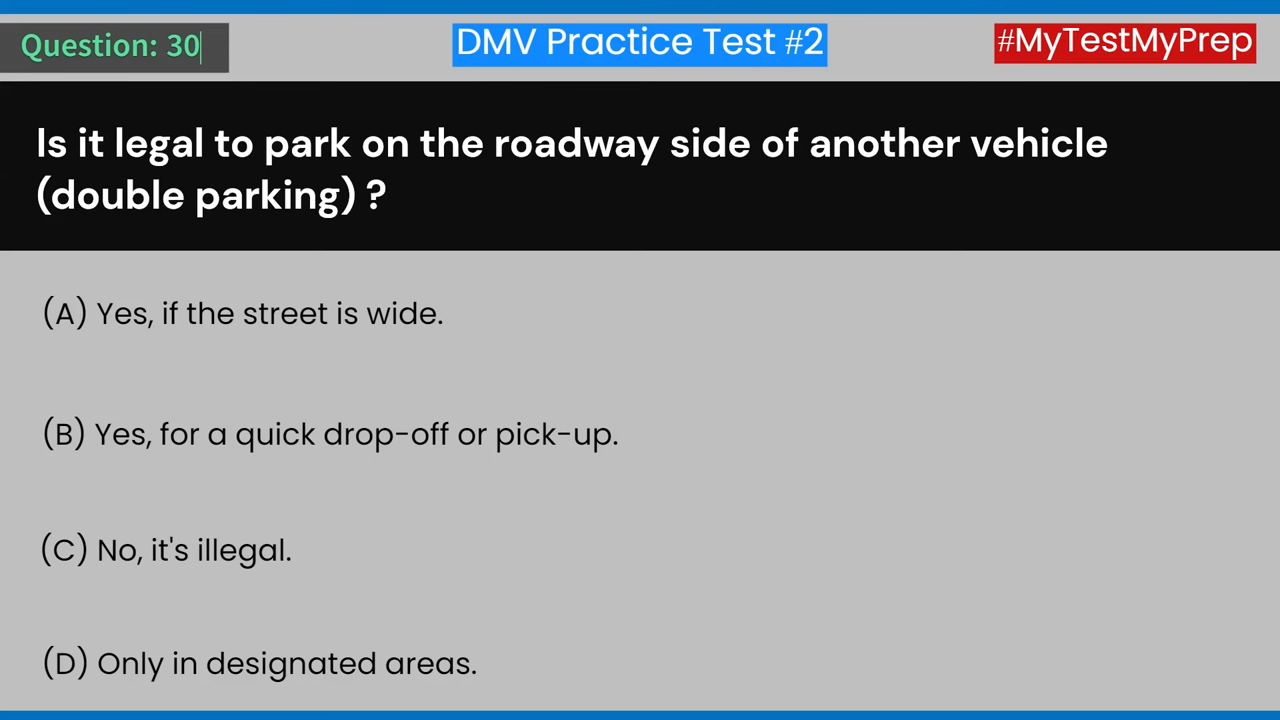 Question: 30
DMV Practice Test #2
#MyTestMyPrep
Is it legal to park on the roadway side of another vehicle
(double parking) ?
(A) Yes, if the street is wide.
(B) Yes, for a quick drop-off or pick-up.
(C) No, it's illegal.
(D) Only in designated areas.